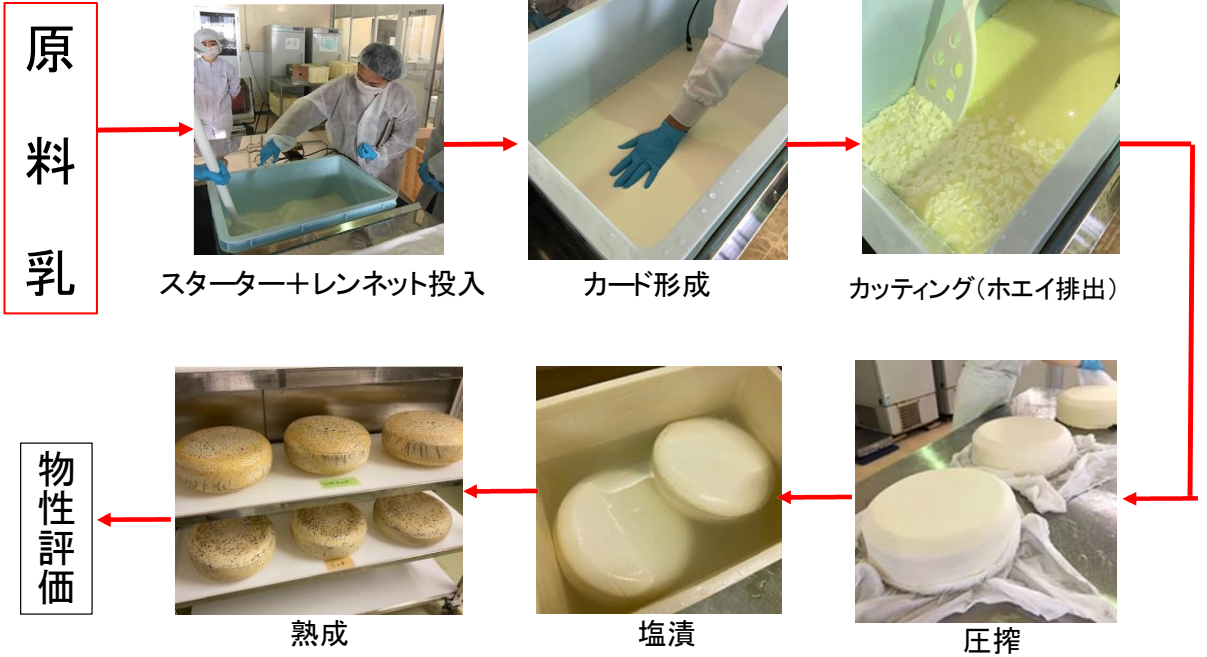 原料乳
スターター＋レンネット投入
カード形成
カッティング（ホエイ排出）
圧搾
塩漬
熟成
物性評価